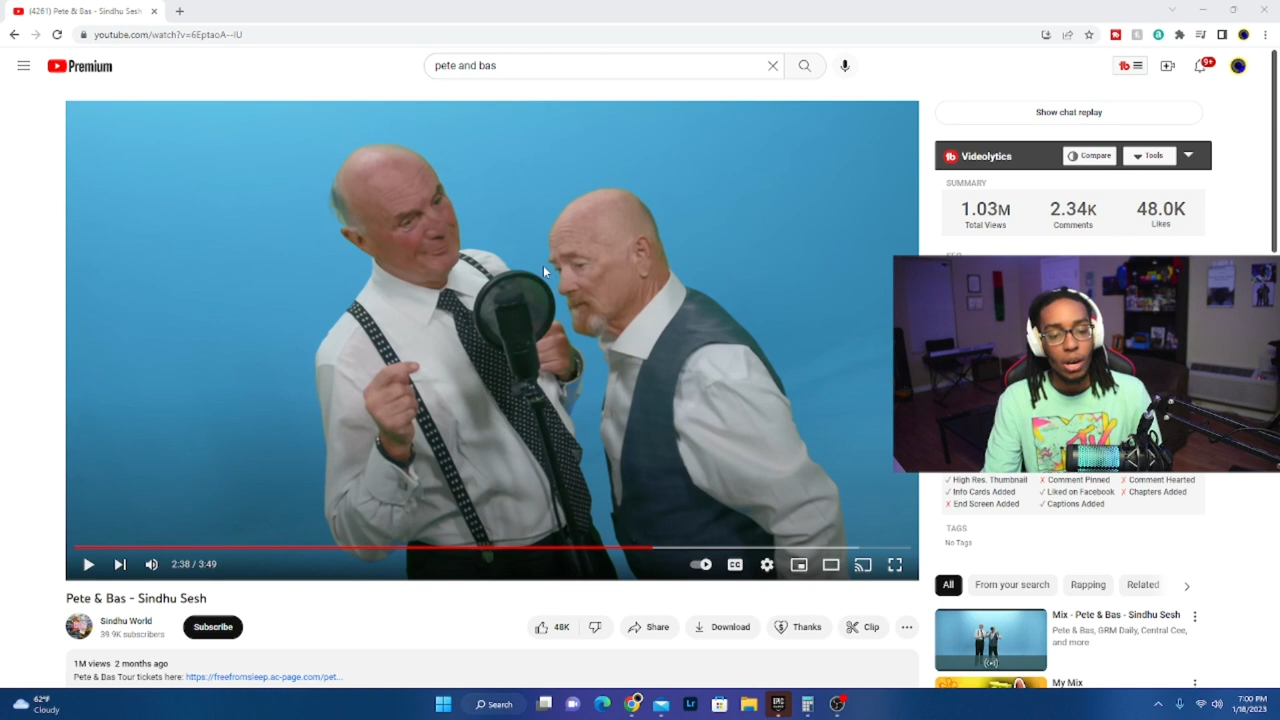 (4261) Pete & Bas - Sindhu Sesh
youtube.com/watch?v=6EptaoA--IU
Premium
pete and bas
9+
Show chat replay
Videolytics
Compare
Tools
SUMMARY
1.03M
2.34K
48.0K
Total Views
Comments
Likes
High Res. Thumbnail
Comment Pinned
Comment Hearted
Info Cards Added
Liked on Facebook
Chapters Added
End Screen Added
Captions Added
TAGS
No Tags
2:38 / 3:49
Pete & Bas - Sindhu Sesh
Sindhu World
39.9K subscribers
Subscribe
48K
Share
Download
Thanks
Clip
1M views 2 months ago
Pete & Bas Tour tickets here: https://freefromsleep.ac-page.com/pet...
All
From your search
Rapping
Related
Mix - Pete & Bas - Sindhu Sesh
Pete & Bas, GRM Daily, Central Cee,
and more
My Mix
62°F
Cloudy
Search
7:00 PM
1/18/2023